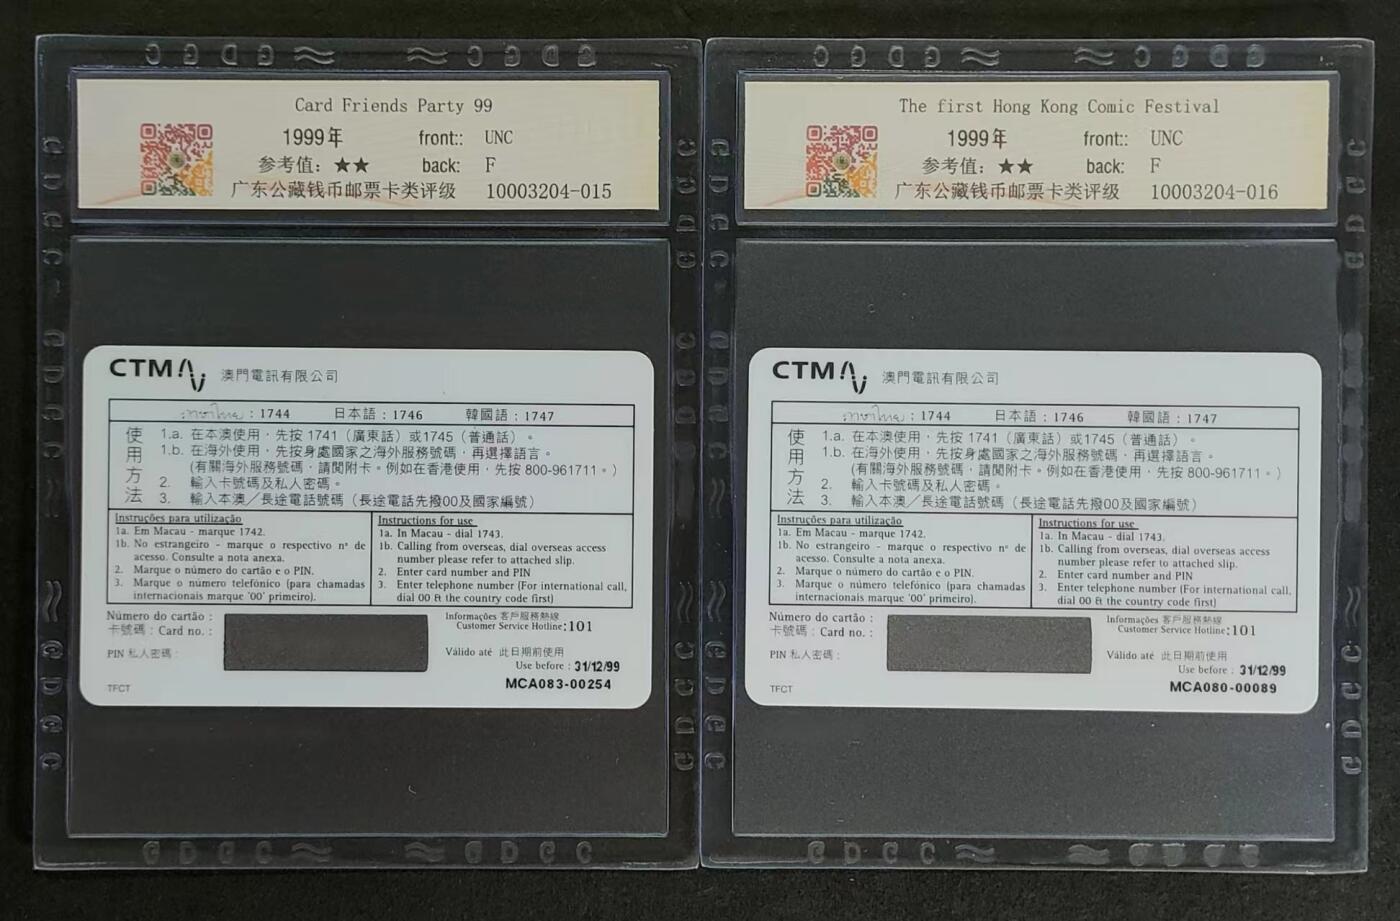 Card Friends Party 99
1999年 front:: UNC
参考值: ★★ back: F
广东公藏钱币邮票卡类评级 10003204-015
CTM 澳門電訊有限公司
: 1744 日本語 : 1746 韓國語 : 1747
使用方法
1.a. 在本澳使用，先按 1741（廣東話）或1745（普通話）。
1.b. 在海外使用，先按身處國家之海外服務號碼，再選擇語言。
(有關海外服務號碼，請閱附卡。例如在香港使用，先按 800-961711。)
2. 輸入卡號碼及私人密碼。
3. 輸入本澳／長途電話號碼（長途電話先撥00及國家編號）
Instruções para utilização
1a. Em Macau - marque 1742.
1b. No estrangeiro - marque o respectivo nº de
acesso. Consulte a nota anexa.
2. Marque o número do cartão e o PIN.
3. Marque o número telefónico (para chamadas
internacionais marque '00' primeiro).
Instructions for use
1a. In Macau - dial 1743.
1b. Calling from overseas, dial overseas access
number please refer to attached slip.
2. Enter card number and PIN
3. Enter telephone number (For international call,
dial 00 & the country code first)
Número do cartão :
卡號碼 : Card no. :
PIN 私人密碼 :
TFCT
Informações 客戶服務熱線
Customer Service Hotline:101
Válido até 此日期前使用
Use before : 31/12/99
MCA083-00254
The first Hong Kong Comic Festival
1999年 front:: UNC
参考值: ★★ back: F
广东公藏钱币邮票卡类评级 10003204-016
CTM 澳門電訊有限公司
: 1744 日本語 : 1746 韓國語 : 1747
使用方法
1.a. 在本澳使用，先按 1741（廣東話）或1745（普通話）。
1.b. 在海外使用，先按身處國家之海外服務號碼，再選擇語言。
(有關海外服務號碼，請閱附卡。例如在香港使用，先按 800-961711。)
2. 輸入卡號碼及私人密碼。
3. 輸入本澳／長途電話號碼（長途電話先撥00及國家編號）
Instruções para utilização
1a. Em Macau - marque 1742.
1b. No estrangeiro - marque o respectivo nº de
acesso. Consulte a nota anexa.
2. Marque o número do cartão e o PIN.
3. Marque o número telefónico (para chamadas
internacionais marque '00' primeiro).
Instructions for use
1a. In Macau - dial 1743.
1b. Calling from overseas, dial overseas access
number please refer to attached slip.
2. Enter card number and PIN
3. Enter telephone number (For international call,
dial 00 & the country code first)
Número do cartão :
卡號碼 : Card no. :
PIN 私人密碼 :
TFCT
Informações 客戶服務熱線
Customer Service Hotline:101
Válido até 此日期前使用
Use before : 31/12/99
MCA080-00089